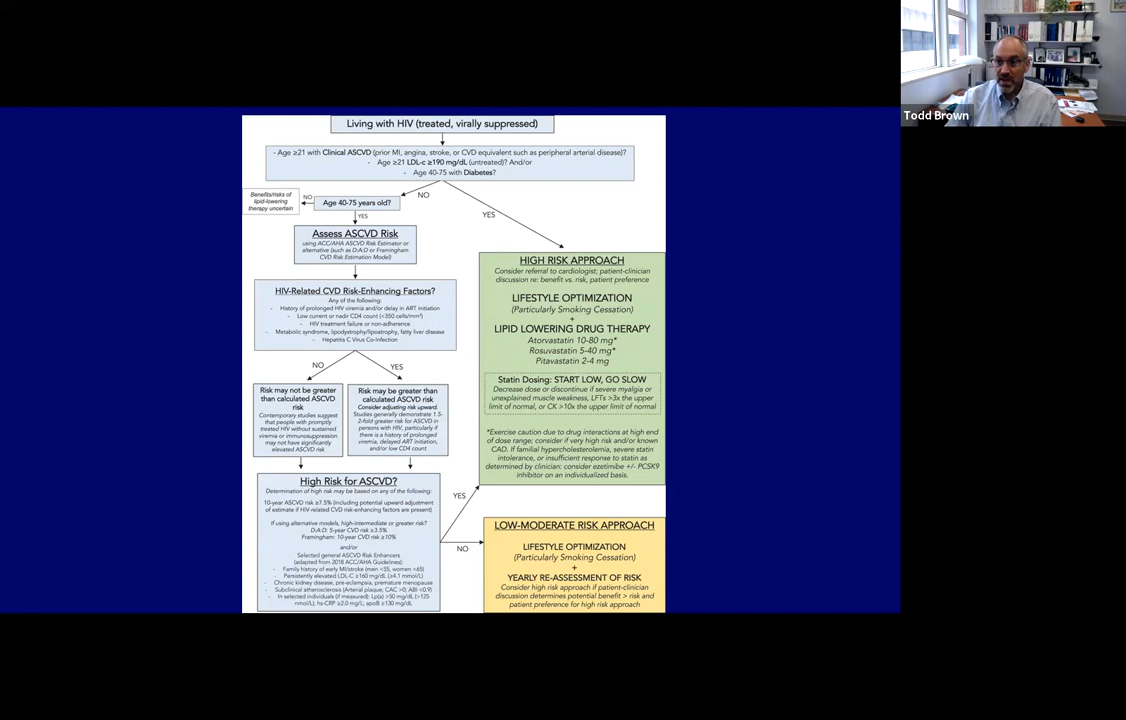 Todd Brown
Living with HIV (treated, virally suppressed)
- Age ≥21 with Clinical ASCVD (prior MI, angina, stroke, or CVD equivalent such as peripheral arterial disease)?
- Age ≥21 LDL-c ≥190 mg/dL (untreated)? And/or
- Age 40-75 with Diabetes?
NO
YES
Benefits/risks of
lipid-lowering
therapy uncertain
NO
Age 40-75 years old?
YES
Assess ASCVD Risk
using ACC/AHA ASCVD Risk Estimator or
alternative (such as D:A:D or Framingham
CVD Risk Estimation Model)
HIV-Related CVD Risk-Enhancing Factors?
Any of the following:
- History of prolonged HIV viremia and/or delay in ART initiation
- Low current or nadir CD4 count (<350 cells/mm³)
- HIV treatment failure or non-adherence
- Metabolic syndrome, lipodystrophy/lipoatrophy, fatty liver disease
- Hepatitis C Virus Co-Infection
NO
YES
Risk may not be greater
than calculated ASCVD
risk
Contemporary studies suggest
that people with promptly
treated HIV without sustained
viremia or immunosuppression
may not have significantly
elevated ASCVD risk
Risk may be greater than
calculated ASCVD risk
Consider adjusting risk upward.
Studies generally demonstrate 1.5-
2-fold greater risk for ASCVD in
persons with HIV, particularly if
there is a history of prolonged
viremia, delayed ART initiation,
and/or low CD4 count
High Risk for ASCVD?
Determination of high risk may be based on any of the following:
10-year ASCVD risk ≥7.5% (including potential upward adjustment
of estimate if HIV-related CVD risk-enhancing factors are present)
If using alternative models, high-intermediate or greater risk?
D:A:D: 5-year CVD risk ≥3.5%
Framingham: 10-year CVD risk ≥10%
and/or
Selected general ASCVD Risk Enhancers
(adapted from 2018 ACC/AHA Guidelines):
- Family history of early MI/stroke (men <55, women <65)
- Persistently elevated LDL-C ≥160 mg/dL (≥4.1 mmol/L)
- Chronic kidney disease, pre-eclampsia, premature menopause
- Subclinical atherosclerosis (Arterial plaque; CAC >0; ABI <0.9)
- In selected individuals (if measured): Lp(a) >50 mg/dL (>125
nmol/L); hs-CRP ≥2.0 mg/L; apoB ≥130 mg/dL
YES
NO
HIGH RISK APPROACH
Consider referral to cardiologist; patient-clinician
discussion re: benefit vs. risk, patient preference
LIFESTYLE OPTIMIZATION
(Particularly Smoking Cessation)
+
LIPID LOWERING DRUG THERAPY
Atorvastatin 10-80 mg*
Rosuvastatin 5-40 mg*
Pitavastatin 2-4 mg
Statin Dosing: START LOW, GO SLOW
Decrease dose or discontinue if severe myalgia or
unexplained muscle weakness, LFTs >3x the upper
limit of normal, or CK >10x the upper limit of normal
*Exercise caution due to drug interactions at high end
of dose range; consider if very high risk and/or known
CAD. If familial hypercholesterolemia, severe statin
intolerance, or insufficient response to statin as
determined by clinician: consider ezetimibe +/- PCSK9
inhibitor on an individualized basis.
LOW-MODERATE RISK APPROACH
LIFESTYLE OPTIMIZATION
(Particularly Smoking Cessation)
+
YEARLY RE-ASSESSMENT OF RISK
Consider high risk approach if patient-clinician
discussion determines potential benefit > risk and
patient preference for high risk approach